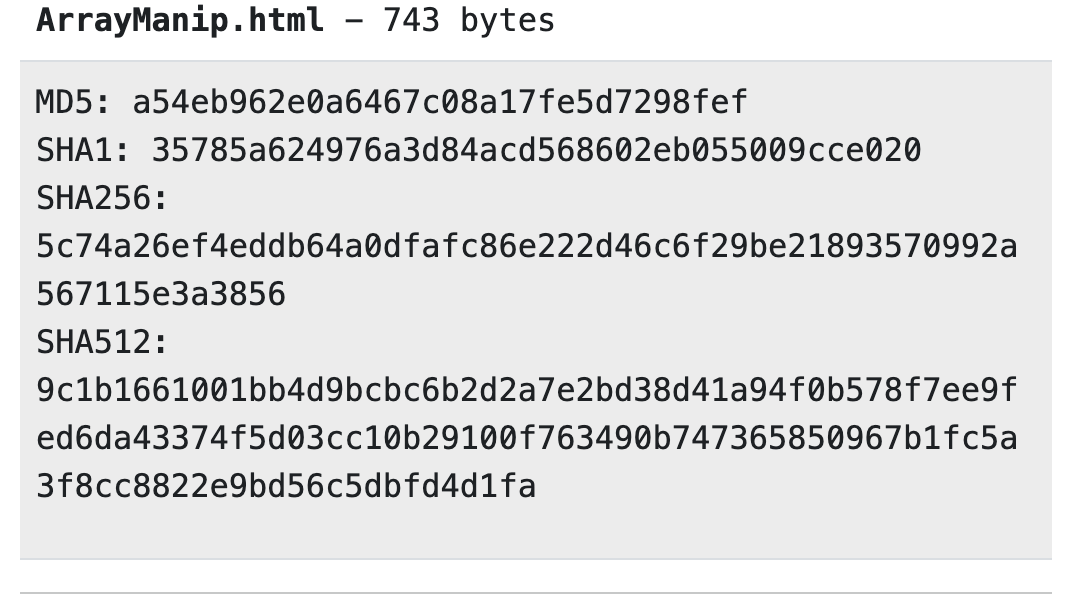 ArrayManip.html – 743 bytes
MD5: a54eb962e0a6467c08a17fe5d7298fef
SHA1: 35785a624976a3d84acd568602eb055009cce020
SHA256:
5c74a26ef4eddb64a0dfafc86e222d46c6f29be21893570992a
567115e3a3856
SHA512:
9c1b1661001bb4d9bcbc6b2d2a7e2bd38d41a94f0b578f7ee9f
ed6da43374f5d03cc10b29100f763490b747365850967b1fc5a
3f8cc8822e9bd56c5dbfd4d1fa